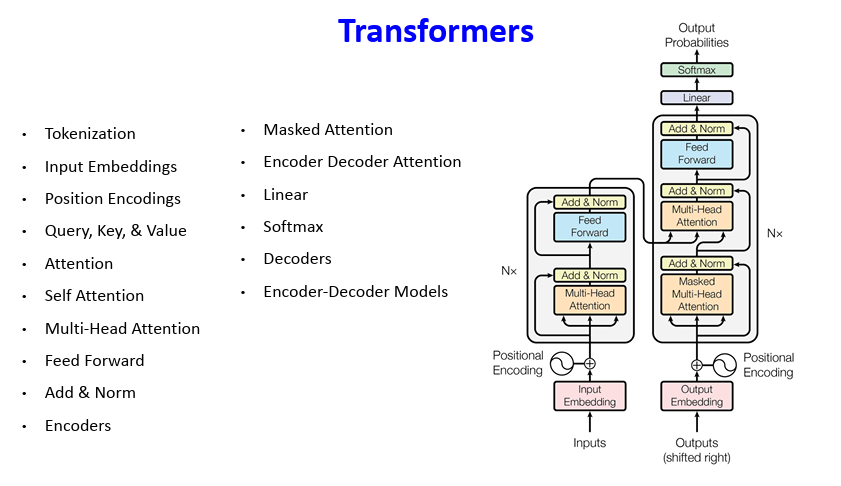 Transformers
• Tokenization
• Input Embeddings
• Position Encodings
• Query, Key, & Value
• Attention
• Self Attention
• Multi-Head Attention
• Feed Forward
• Add & Norm
• Encoders
• Masked Attention
• Encoder Decoder Attention
• Linear
• Softmax
• Decoders
• Encoder-Decoder Models
Output
Probabilities
Softmax
Linear
Add & Norm
Feed
Forward
Add & Norm
Multi-Head
Attention
Nx
Add & Norm
Masked
Multi-Head
Attention
Add & Norm
Feed
Forward
Nx
Add & Norm
Multi-Head
Attention
Positional
Encoding
Positional
Encoding
Input
Embedding
Output
Embedding
Inputs
Outputs
(shifted right)